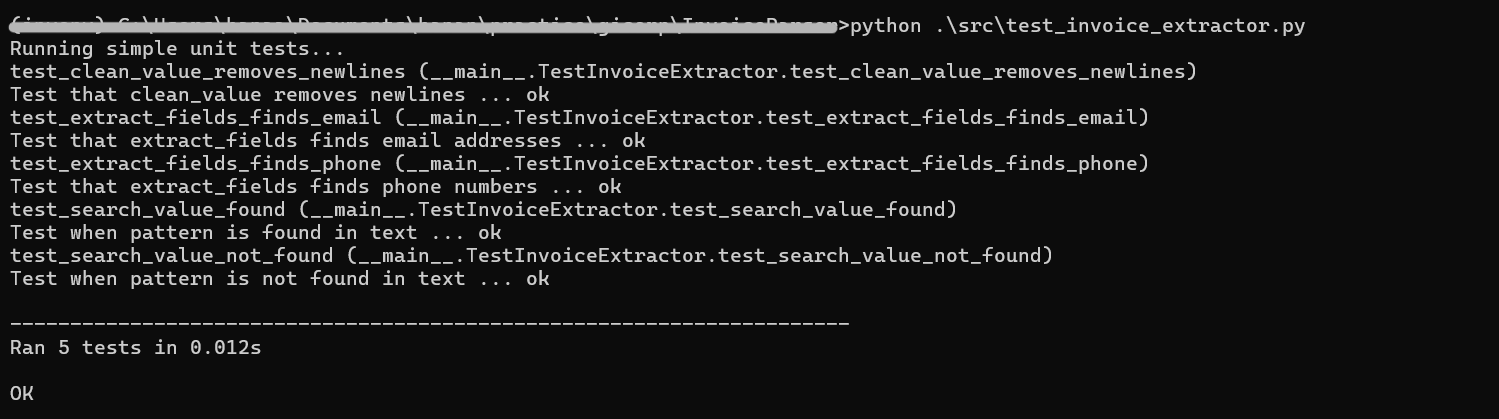 >python .\src\test_invoice_extractor.py
Running simple unit tests...
test_clean_value_removes_newlines (__main__.TestInvoiceExtractor.test_clean_value_removes_newlines)
Test that clean_value removes newlines ... ok
test_extract_fields_finds_email (__main__.TestInvoiceExtractor.test_extract_fields_finds_email)
Test that extract_fields finds email addresses ... ok
test_extract_fields_finds_phone (__main__.TestInvoiceExtractor.test_extract_fields_finds_phone)
Test that extract_fields finds phone numbers ... ok
test_search_value_found (__main__.TestInvoiceExtractor.test_search_value_found)
Test when pattern is found in text ... ok
test_search_value_not_found (__main__.TestInvoiceExtractor.test_search_value_not_found)
Test when pattern is not found in text ... ok
----------------------------------------------------------------------
Ran 5 tests in 0.012s
OK